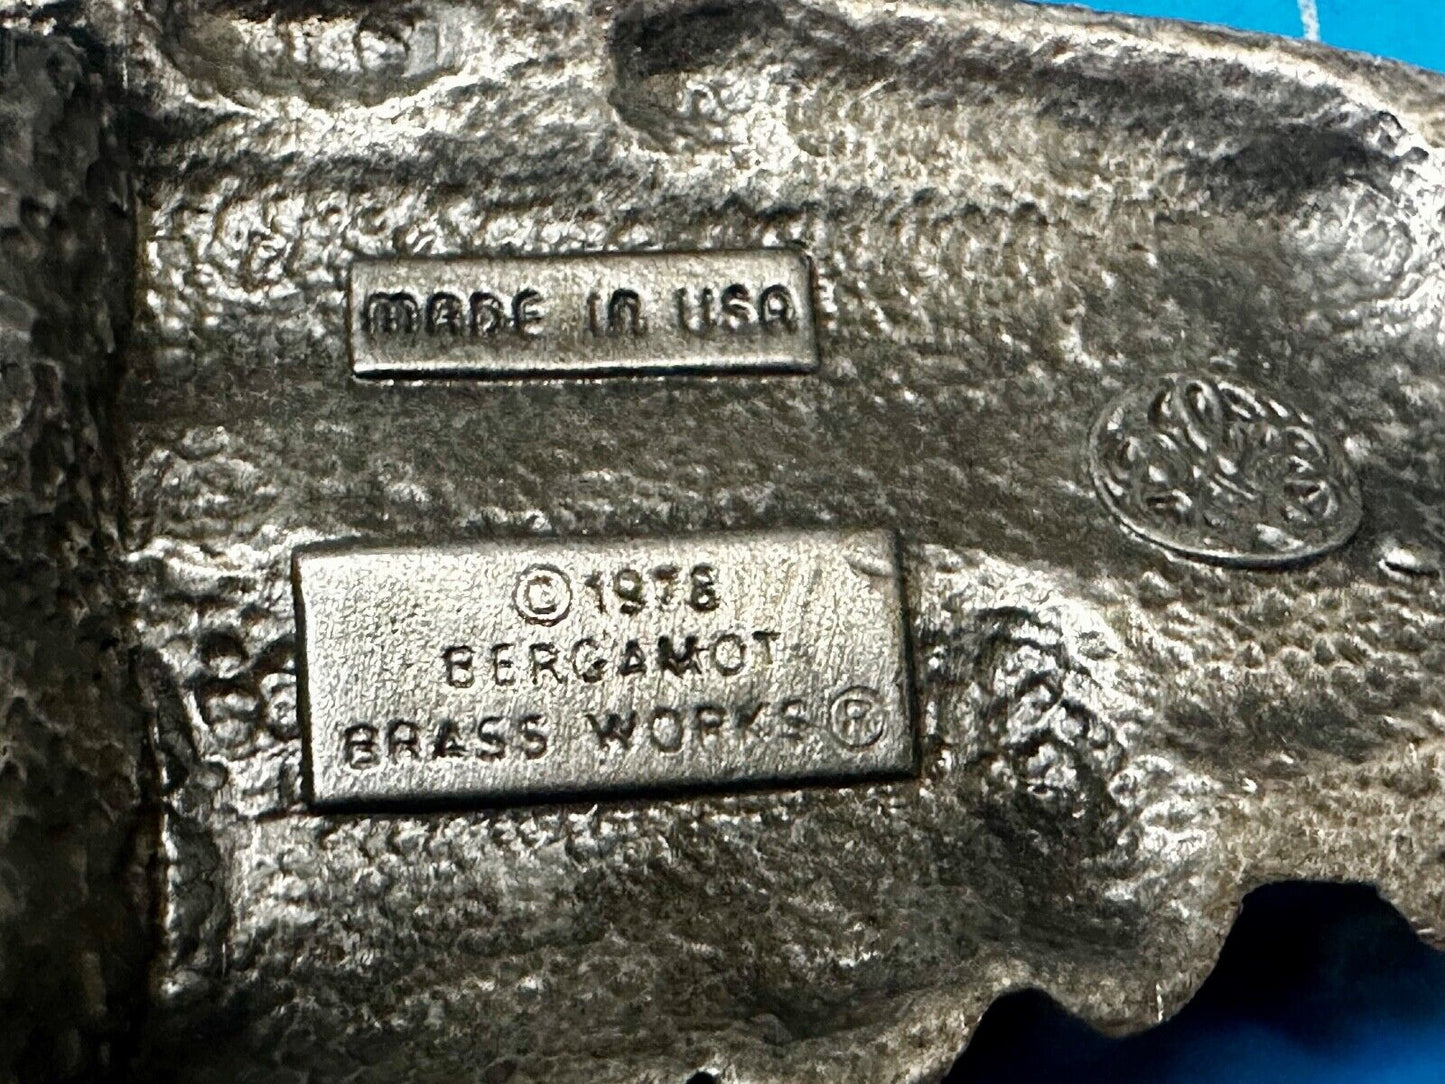 MADE IN USA
©1978
BERGAMOT
BRASS WORKS®